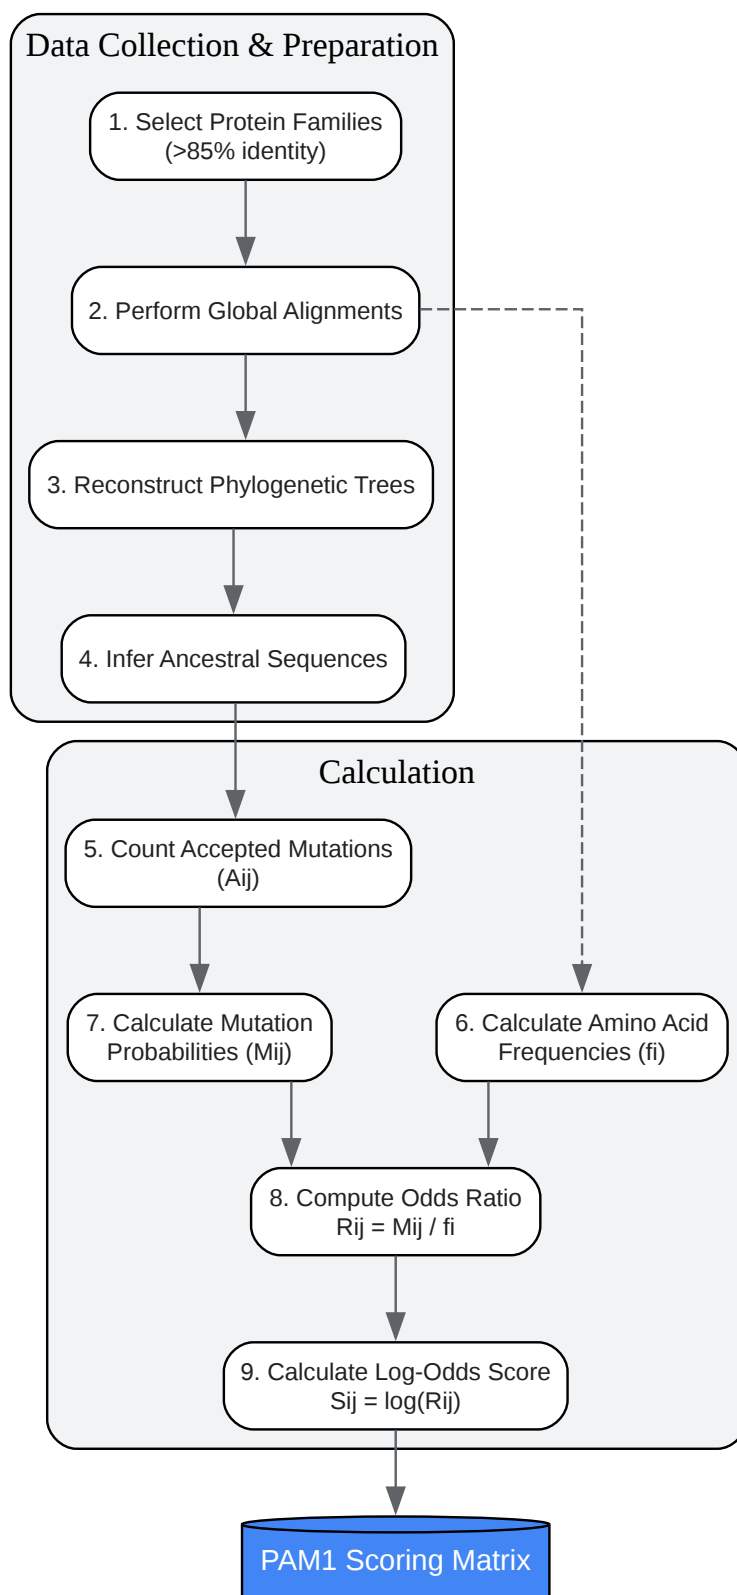 Data Collection & Preparation
1. Select Protein Families
(>85% identity)
2. Perform Global Alignments
3. Reconstruct Phylogenetic Trees
4. Infer Ancestral Sequences
Calculation
5. Count Accepted Mutations
(Aij)
7. Calculate Mutation
Probabilities (Mij)
6. Calculate Amino Acid
Frequencies (fi)
8. Compute Odds Ratio
Rij = Mij / fi
9. Calculate Log-Odds Score
Sij = log(Rij)
PAM1 Scoring Matrix